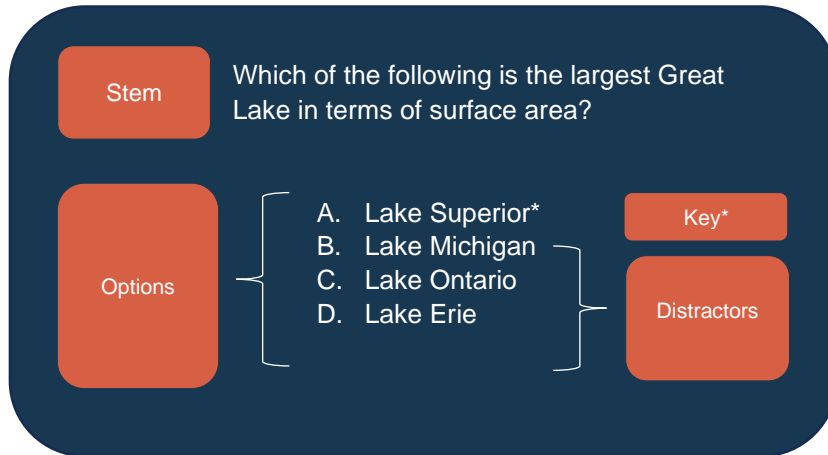 Stem
Which of the following is the largest Great
Lake in terms of surface area?
Options
A. Lake Superior*
B. Lake Michigan
C. Lake Ontario
D. Lake Erie
Key*
Distractors